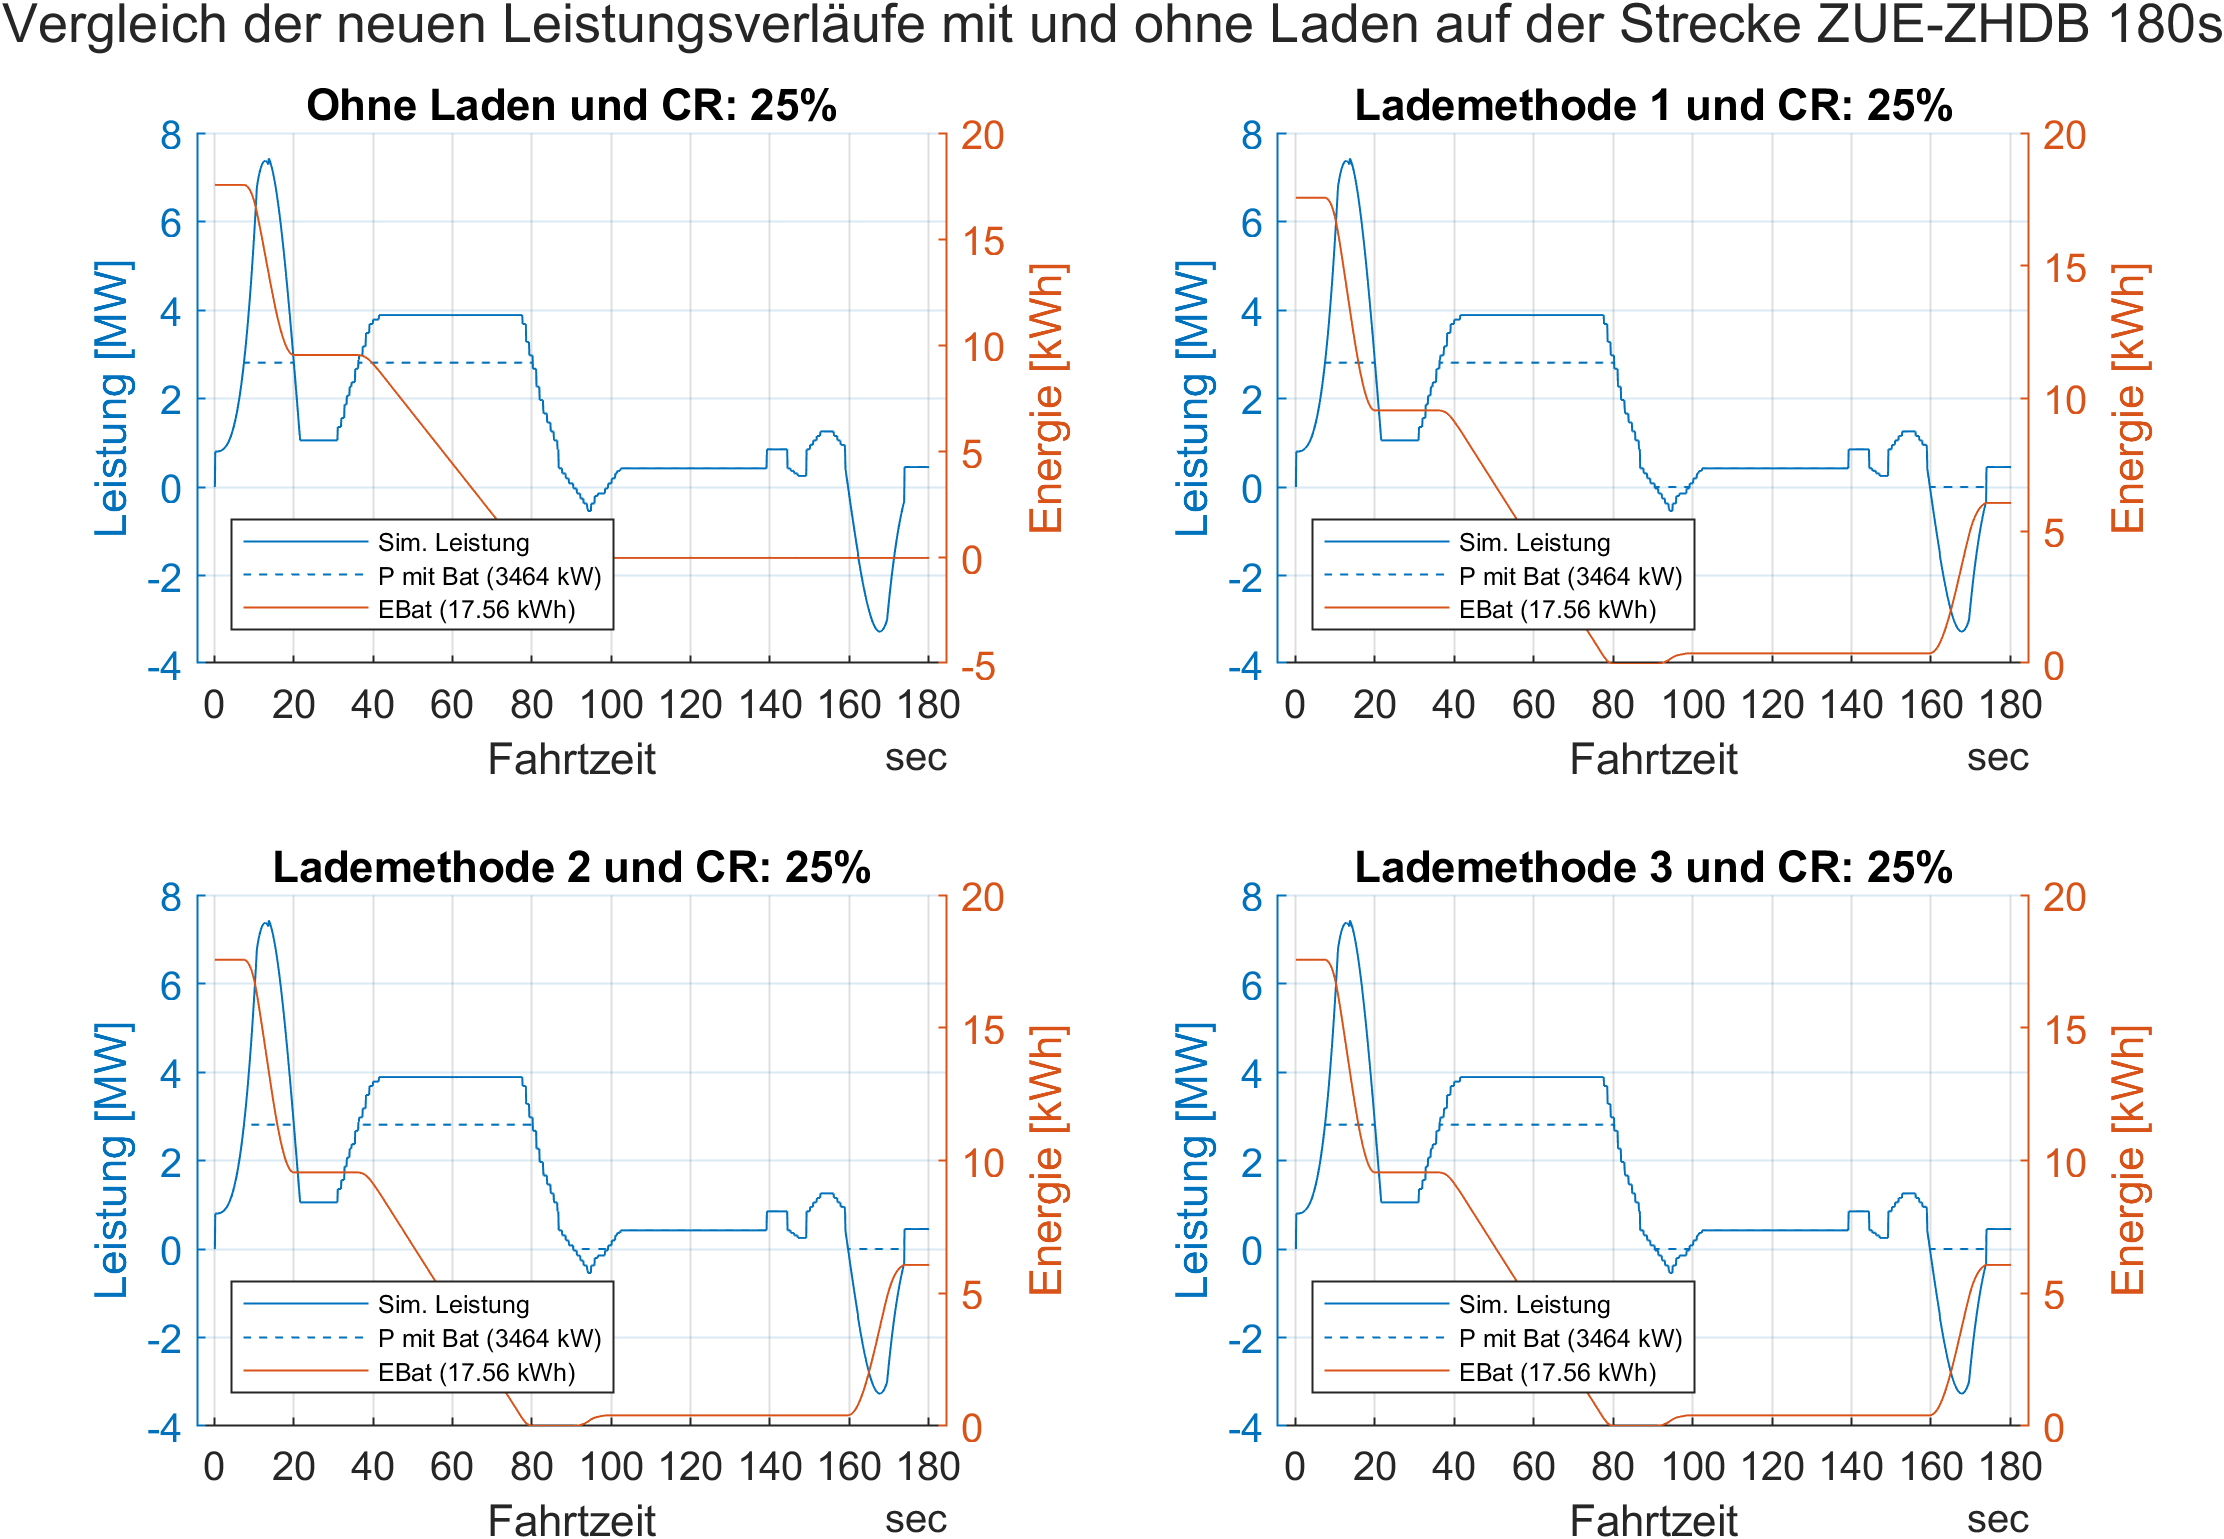 Vergleich der neuen Leistungsverläufe mit und ohne Laden auf der Strecke ZUE-ZHDB 180s
Ohne Laden und CR: 25%
8
6
4
2
0
-2
-4
Leistung [MW]
20
15
10
5
0
-5
Energie [kWh]
Sim. Leistung
P mit Bat (3464 kW)
EBat (17.56 kWh)
0 20 40 60 80 100 120 140 160 180
Fahrtzeit sec
Lademethode 1 und CR: 25%
8
6
4
2
0
-2
-4
Leistung [MW]
20
15
10
5
0
Energie [kWh]
Sim. Leistung
P mit Bat (3464 kW)
EBat (17.56 kWh)
0 20 40 60 80 100 120 140 160 180
Fahrtzeit sec
Lademethode 2 und CR: 25%
8
6
4
2
0
-2
-4
Leistung [MW]
20
15
10
5
0
Energie [kWh]
Sim. Leistung
P mit Bat (3464 kW)
EBat (17.56 kWh)
0 20 40 60 80 100 120 140 160 180
Fahrtzeit sec
Lademethode 3 und CR: 25%
8
6
4
2
0
-2
-4
Leistung [MW]
20
15
10
5
0
Energie [kWh]
Sim. Leistung
P mit Bat (3464 kW)
EBat (17.56 kWh)
0 20 40 60 80 100 120 140 160 180
Fahrtzeit sec